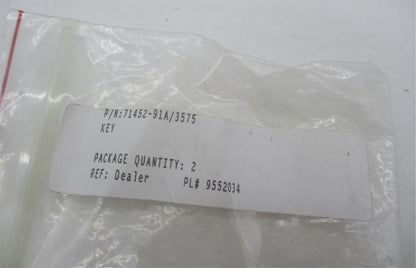 P/N:71452-91A/3575
KEY
PACKAGE QUANTITY: 2
REF: Dealer PL# 9552034